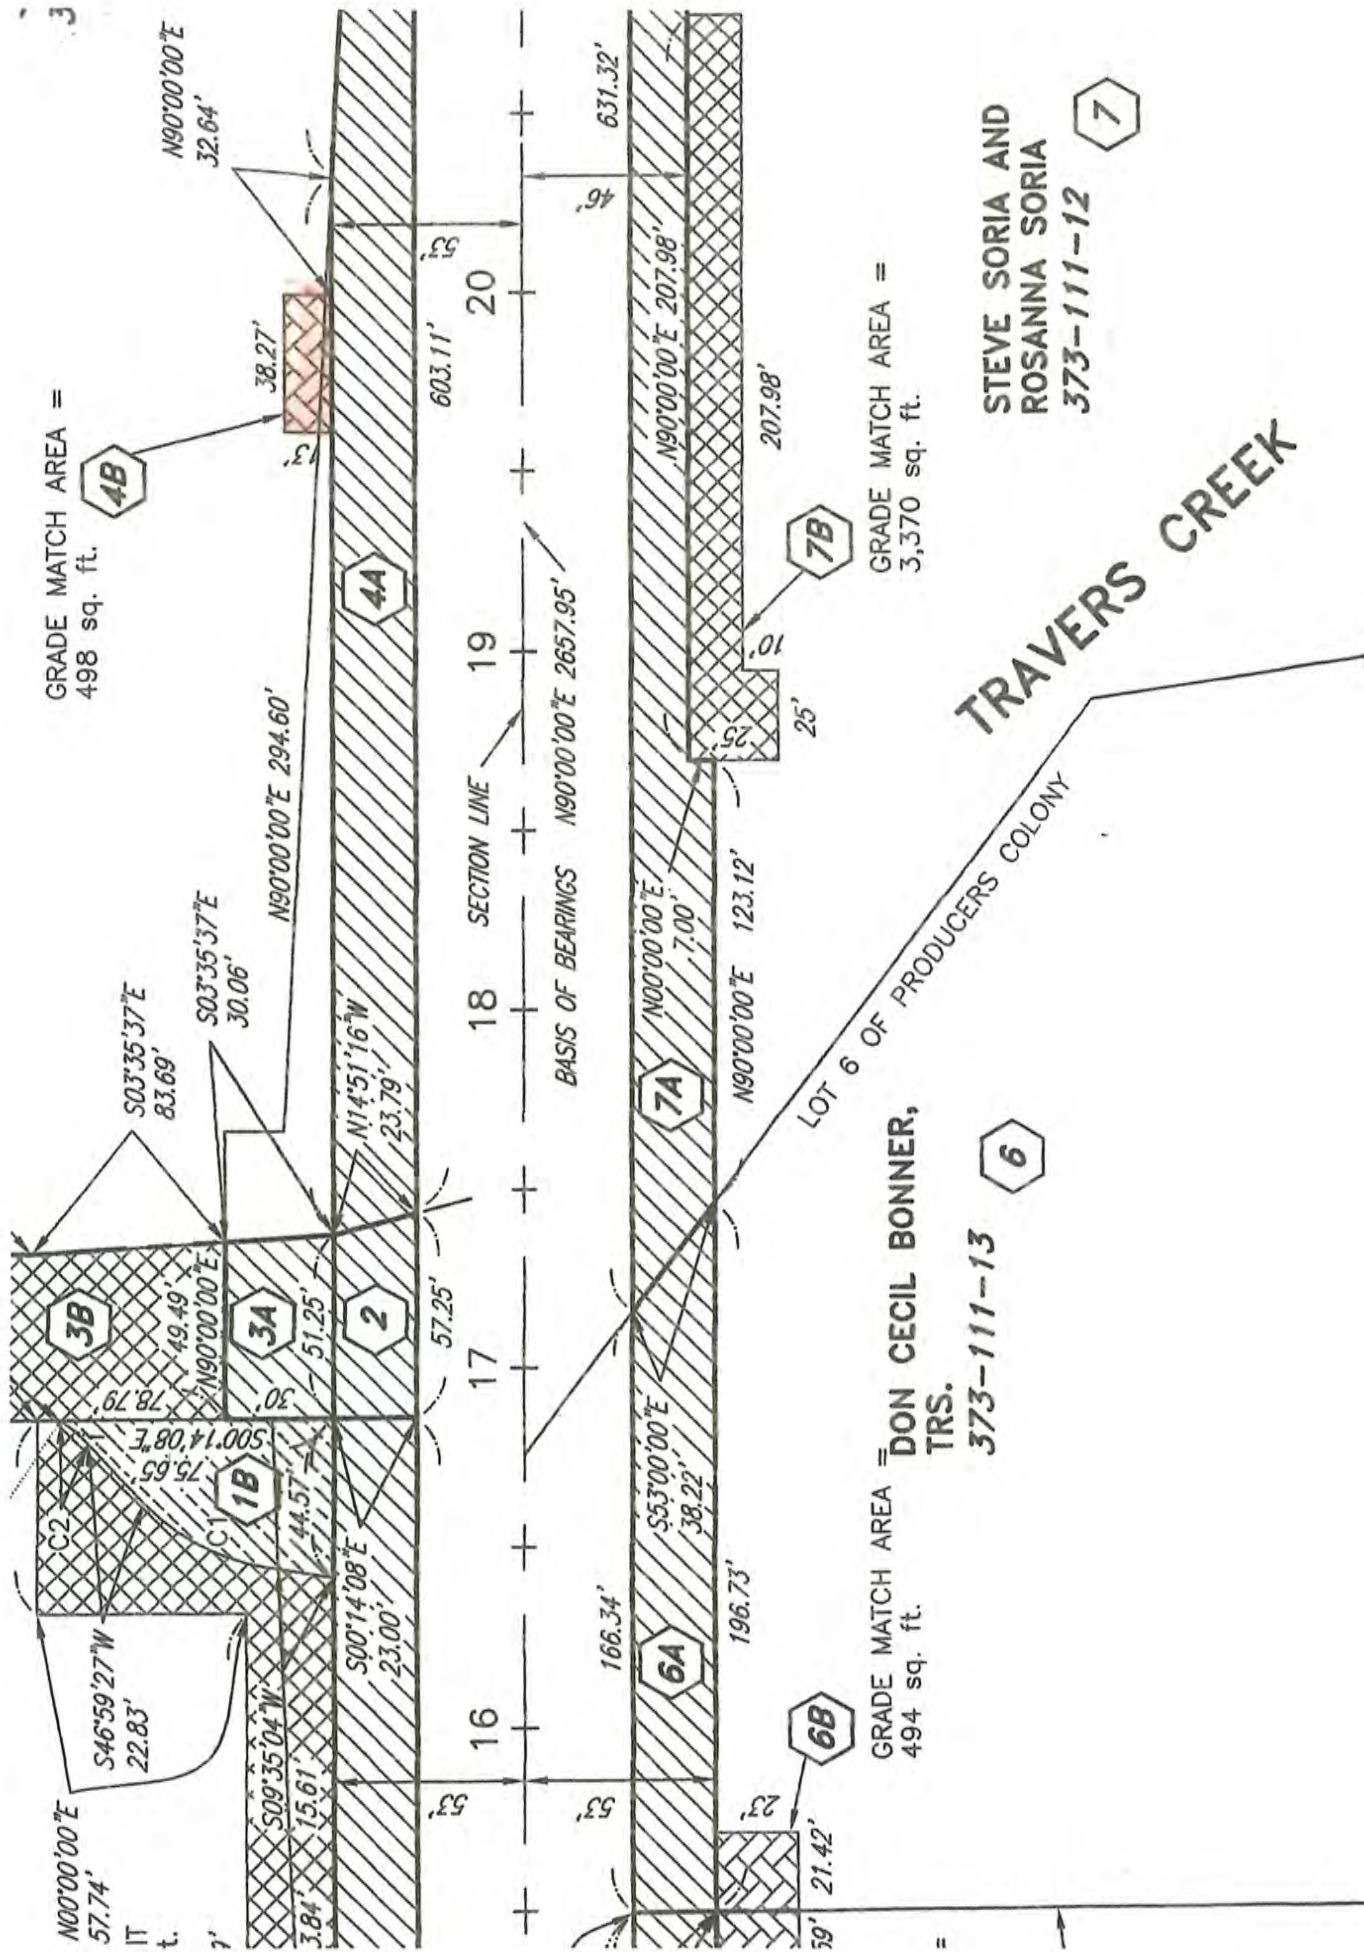 GRADE MATCH AREA =
498 sq. ft.
4B
38.27'
13'
N90°00'00"E
32.64'
N90°00'00"E 294.60'
S03°35'37"E
83.69'
S03°35'37"E
30.06'
N14°51'16"W
23.79'
4A
53'
603.11'
3B
49.49'
N90°00'00"E
3A
51.25'
2
57.25'
78.79'
30'
S00°14'08"E
75.65'
1B
44.57'
C2
C1
S46°59'27"W
22.83'
N00°00'00"E
57.74'
IT
t.
S09°35'04"W
15.61'
3.84'
S00°14'08"E
23.00'
53'
16
17
18
19
20
SECTION LINE
BASIS OF BEARINGS N90°00'00"E 2657.95'
53'
46'
631.32'
166.34'
6A
196.73'
S53°00'00"E
38.22'
7A
N00°00'00"E
7.00'
N90°00'00"E 123.12'
N90°00'00"E 207.98'
207.98'
25'
25'
10'
7B
GRADE MATCH AREA =
3,370 sq. ft.
23'
21.42'
6B
GRADE MATCH AREA =
494 sq. ft.
DON CECIL BONNER,
TRS.
373-111-13
6
LOT 6 OF PRODUCERS COLONY
TRAVERS CREEK
STEVE SORIA AND
ROSANNA SORIA
373-111-12
7
=